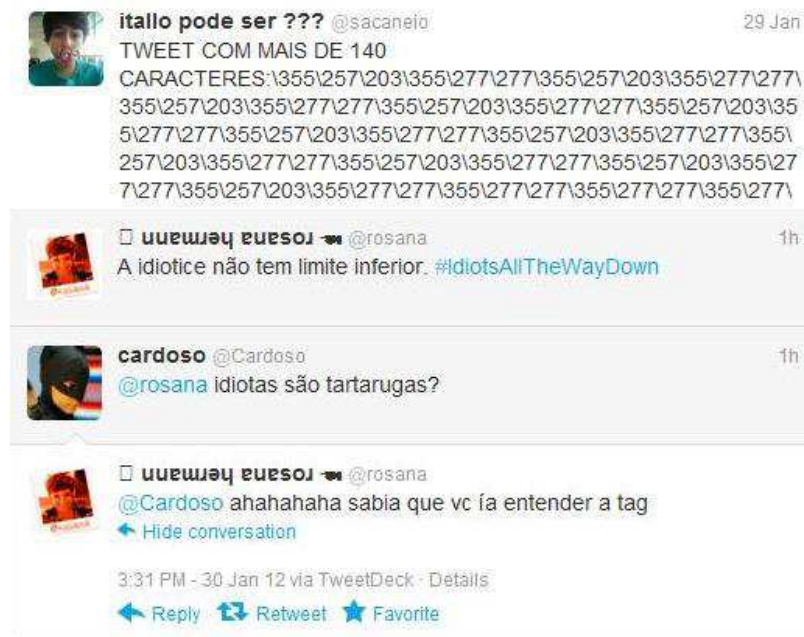 itallo pode ser ??? @sacaneio 29 Jan
TWEET COM MAIS DE 140
CARACTERES:\355\257\203\355\277\277\355\257\203\355\277\277\
355\257\203\355\277\277\355\257\203\355\277\277\355\257\203\35
5\277\277\355\257\203\355\277\277\355\257\203\355\277\277\355\
257\203\355\277\277\355\257\203\355\277\277\355\257\203\355\27
7\277\355\257\203\355\277\277\355\277\277\355\277\277\355\277\
rosana hermann @rosana 1h
A idiotice não tem limite inferior. #IdiotsAllTheWayDown
cardoso @Cardoso 1h
@rosana idiotas são tartarugas?
rosana hermann @rosana
@Cardoso ahahahaha sabia que vc ía entender a tag
Hide conversation
3:31 PM - 30 Jan 12 via TweetDeck · Details
Reply Retweet Favorite